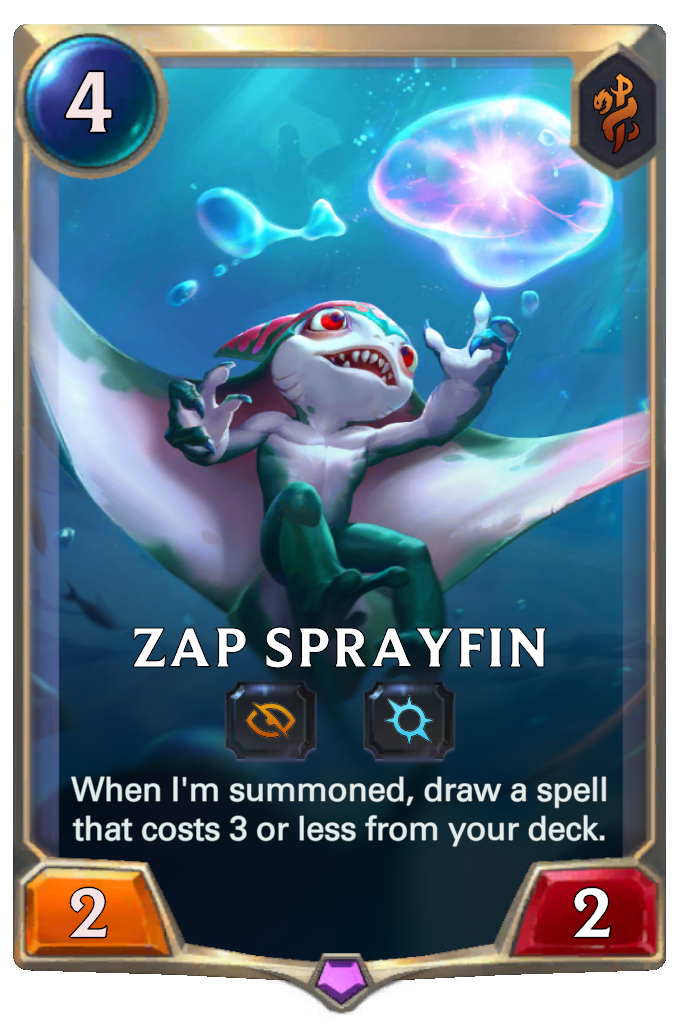 4
ZAP SPRAYFIN
When I'm summoned, draw a spell
that costs 3 or less from your deck.
2
2